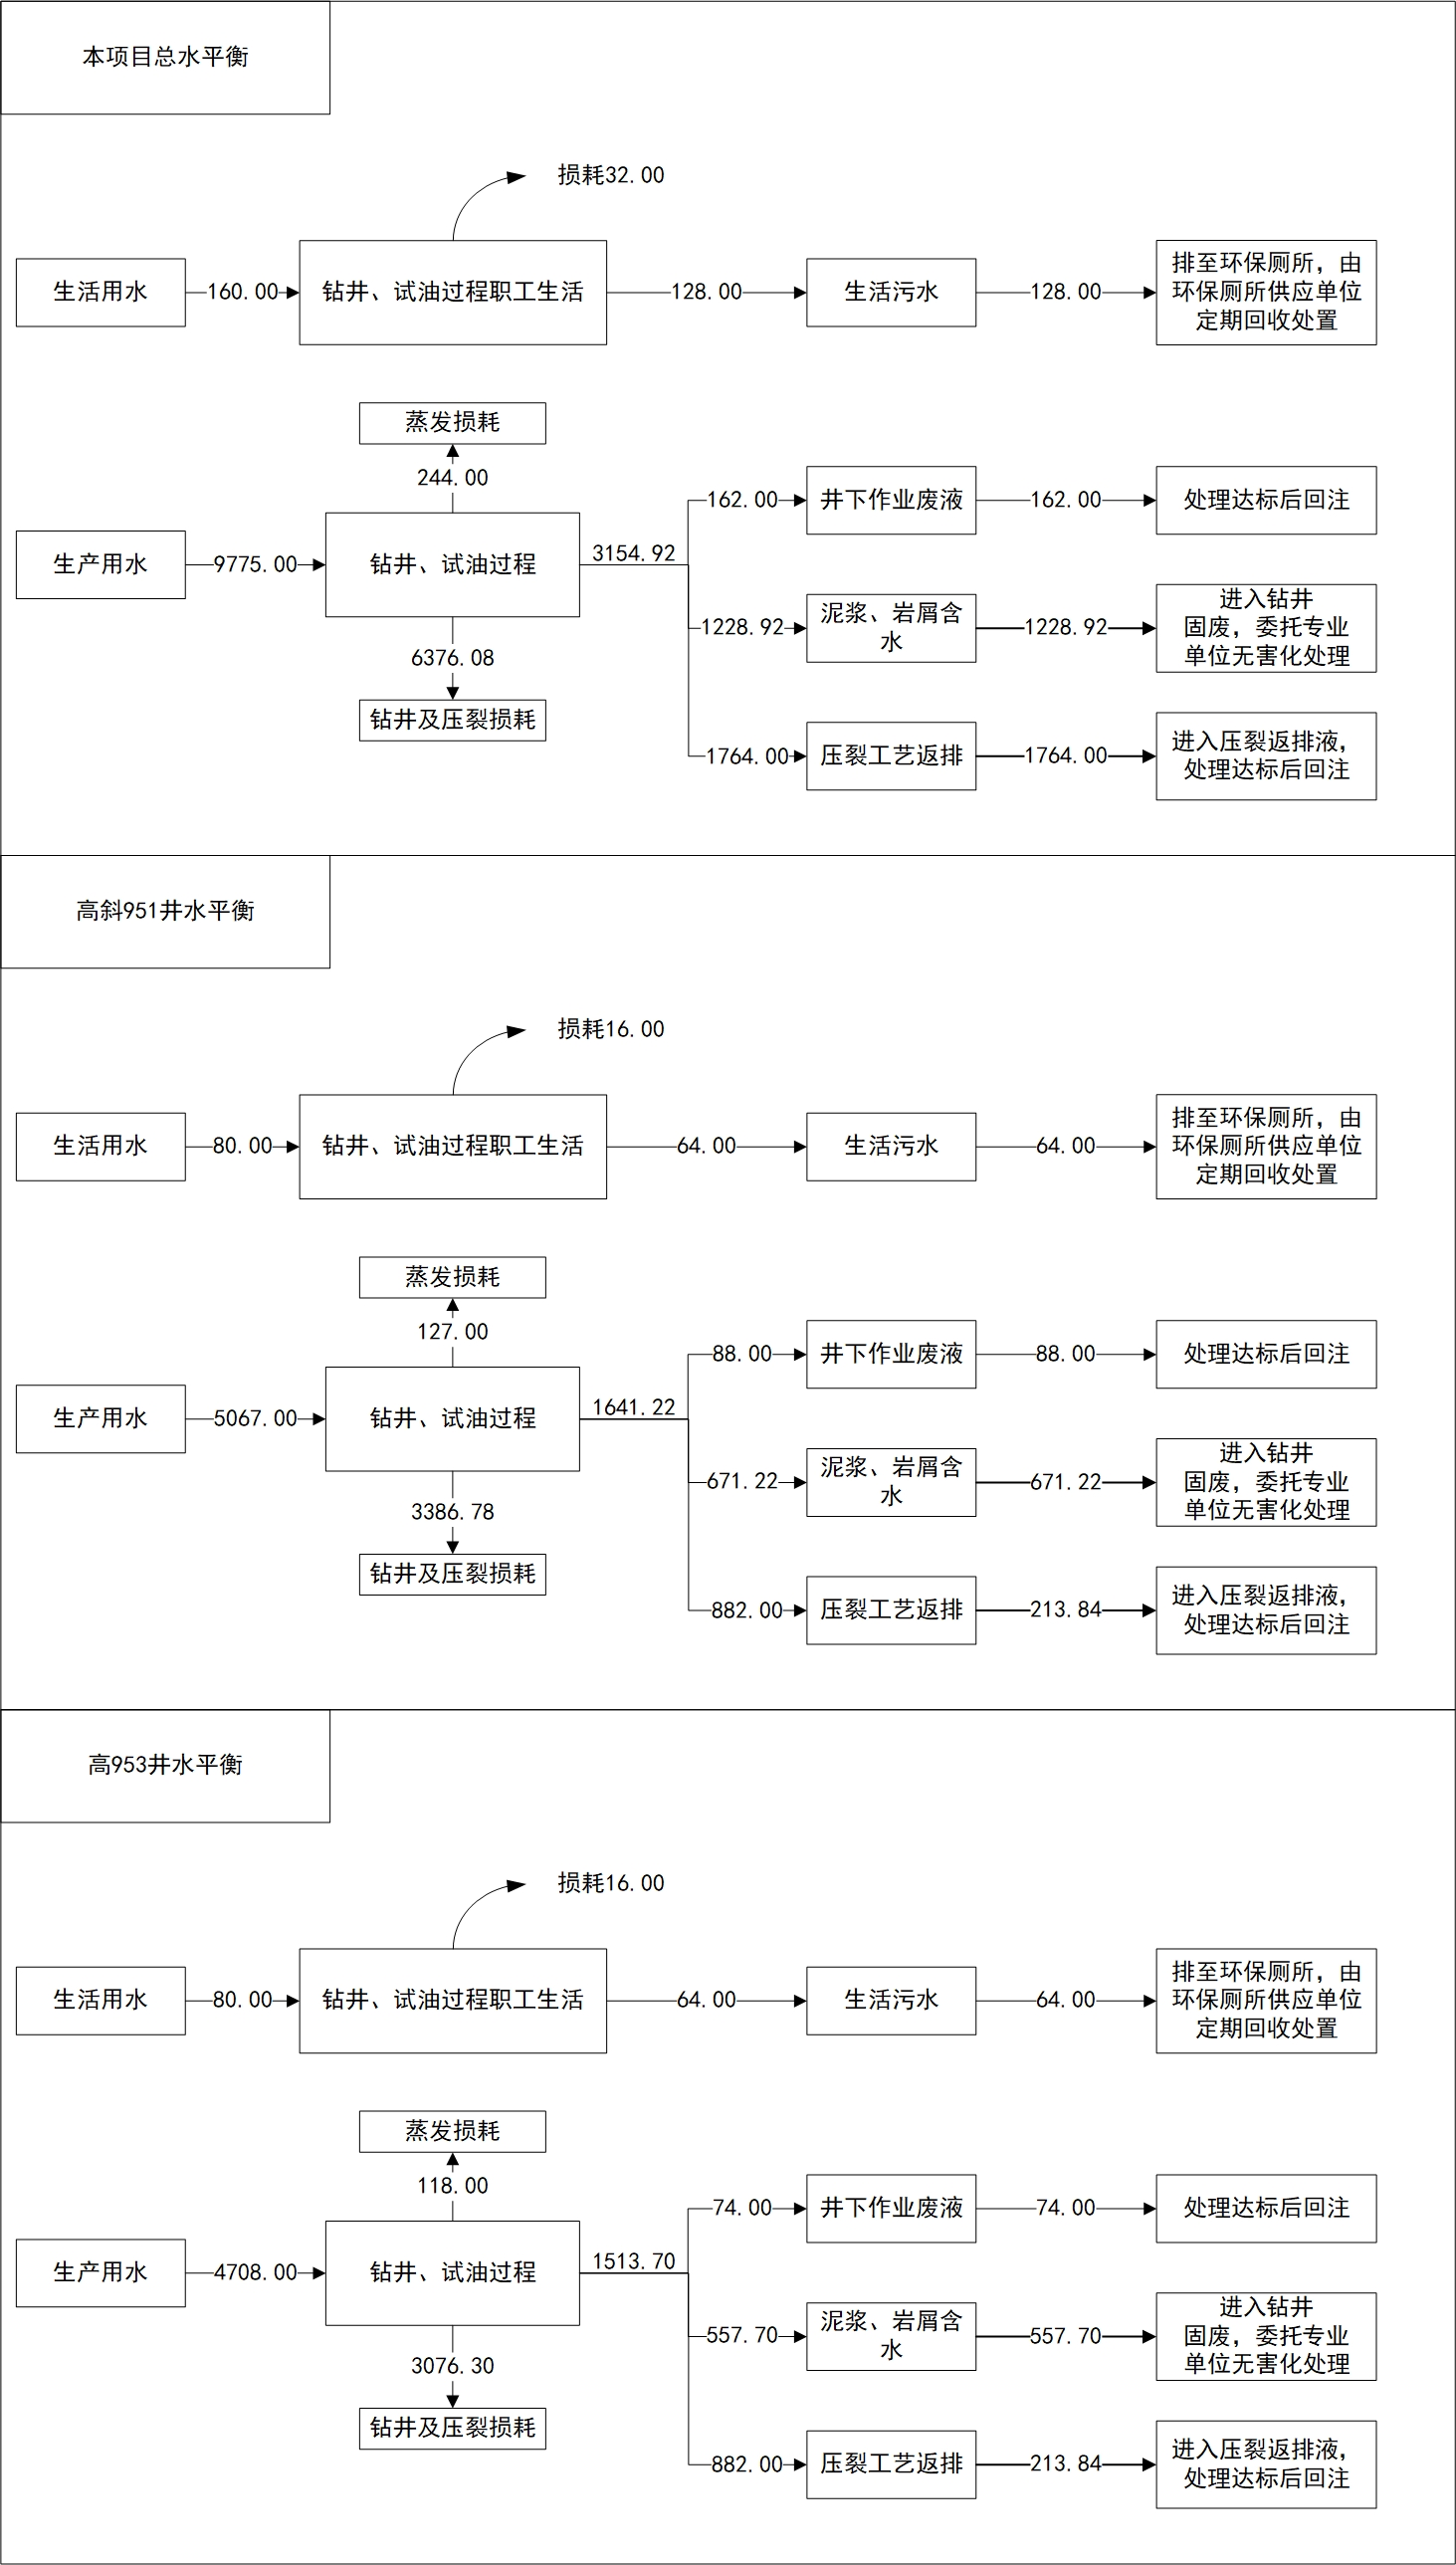 本项目总水平衡
损耗32.00
生活用水
160.00
钻井、试油过程职工生活
128.00
生活污水
128.00
排至环保厕所，由
环保厕所供应单位
定期回收处置
蒸发损耗
244.00
生产用水
9775.00
钻井、试油过程
3154.92
6376.08
钻井及压裂损耗
162.00
井下作业废液
162.00
处理达标后回注
1228.92
泥浆、岩屑含
水
1228.92
进入钻井
固废，委托专业
单位无害化处理
1764.00
压裂工艺返排
1764.00
进入压裂返排液，
处理达标后回注
高斜951井水平衡
损耗16.00
生活用水
80.00
钻井、试油过程职工生活
64.00
生活污水
64.00
排至环保厕所，由
环保厕所供应单位
定期回收处置
蒸发损耗
127.00
生产用水
5067.00
钻井、试油过程
1641.22
3386.78
钻井及压裂损耗
88.00
井下作业废液
88.00
处理达标后回注
671.22
泥浆、岩屑含
水
671.22
进入钻井
固废，委托专业
单位无害化处理
882.00
压裂工艺返排
213.84
进入压裂返排液，
处理达标后回注
高953井水平衡
损耗16.00
生活用水
80.00
钻井、试油过程职工生活
64.00
生活污水
64.00
排至环保厕所，由
环保厕所供应单位
定期回收处置
蒸发损耗
118.00
生产用水
4708.00
钻井、试油过程
1513.70
3076.30
钻井及压裂损耗
74.00
井下作业废液
74.00
处理达标后回注
557.70
泥浆、岩屑含
水
557.70
进入钻井
固废，委托专业
单位无害化处理
882.00
压裂工艺返排
213.84
进入压裂返排液，
处理达标后回注